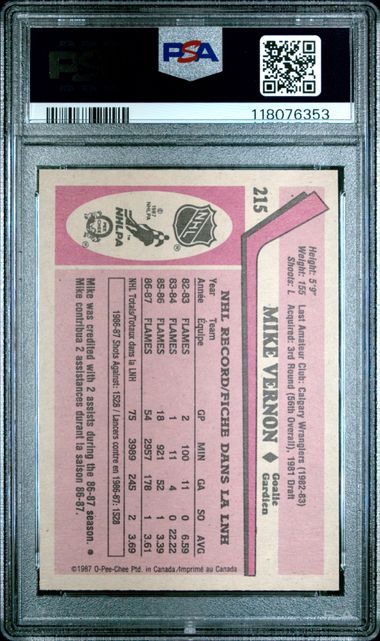 PSA
118076353
215
Height: 5'9"
Weight: 155
Shoots: L
Last Amateur Club: Calgary Wranglers (1982-83)
Acquired: 3rd Round (56th Overall), 1981 Draft
MIKE VERNON ♦ Goalie
Gardien
NHL
© 1987 NHLPA
NHLPA
NHL RECORD/FICHE DANS LA LNH
Year Team GP MIN GA SO AVG
Année Équipe
82-83 FLAMES 2 100 11 0 6.59
83-84 FLAMES 1 11 4 0 22.22
85-86 FLAMES 18 921 52 1 3.39
86-87 FLAMES 54 2957 178 1 3.61
NHL Totals/Totaux dans la LNH 75 3989 245 2 3.69
1986-87 Shots Against: 1528 / Lancers contre en 1986-87: 1528
Mike was credited with 2 assists during the 86-87 season.
Mike contribua 2 assistances durant la saison 86-87.
©1987 O-Pee-Chee Ptd. in Canada/Imprimé au Canada